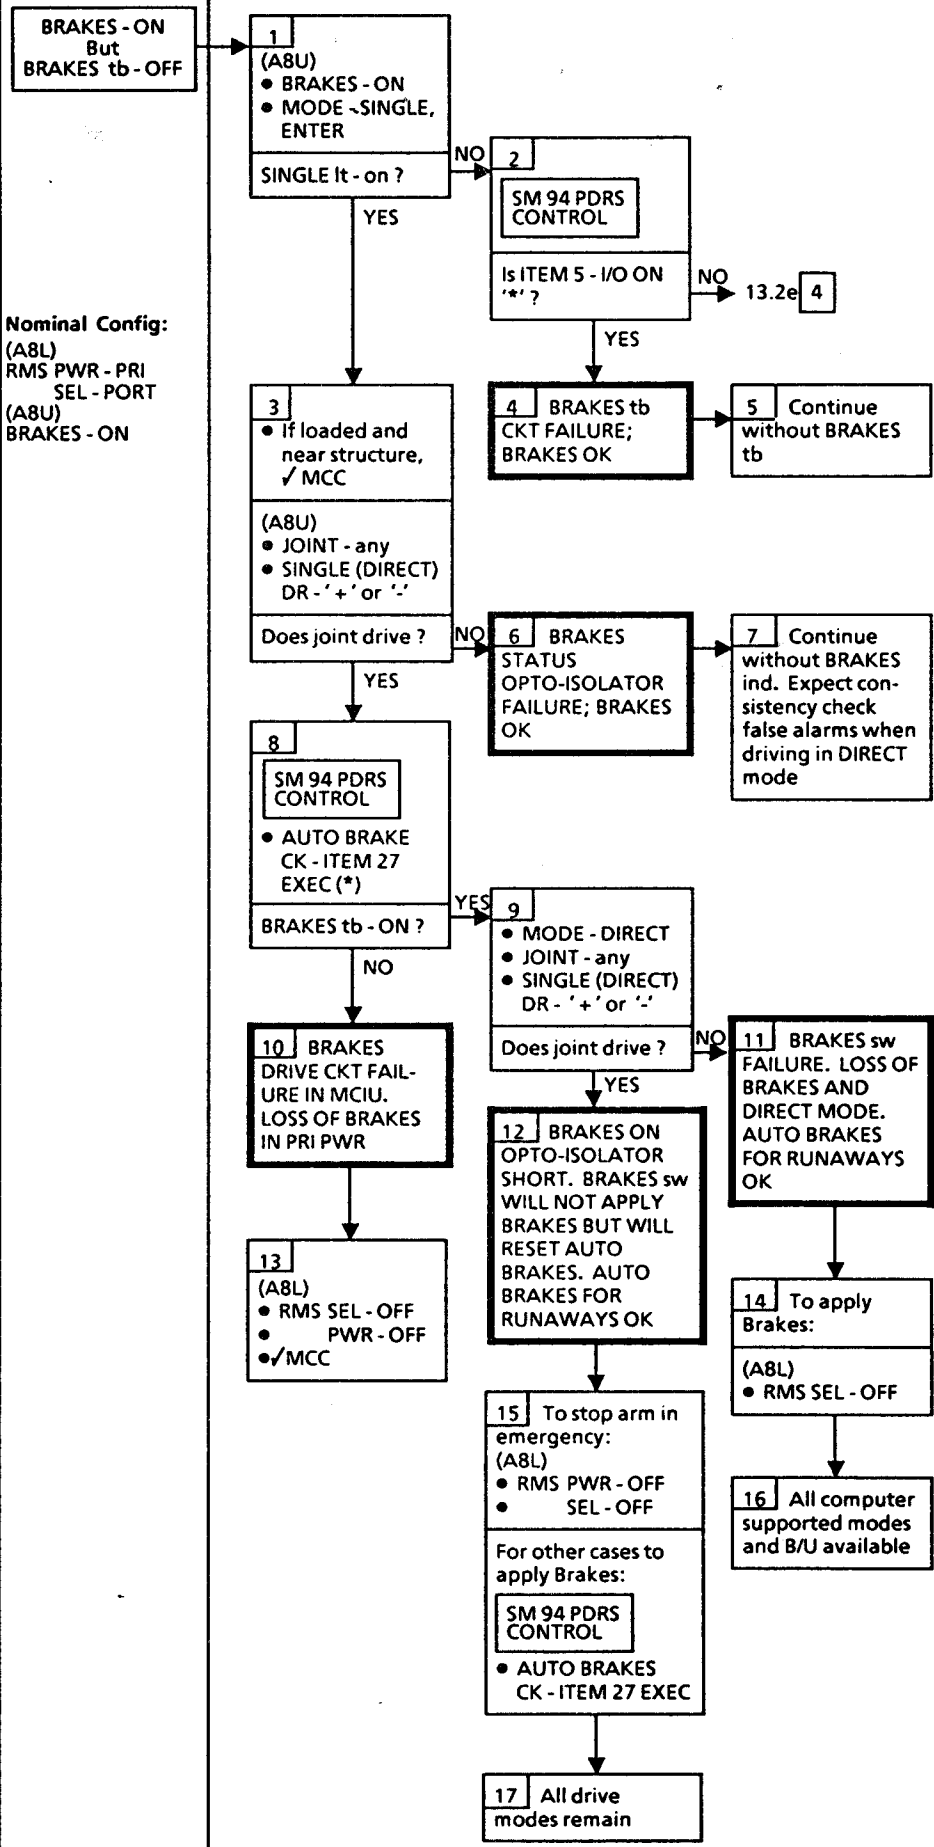 BRAKES - ON
But
BRAKES tb - OFF
Nominal Config:
(A8L)
RMS PWR - PRI
SEL - PORT
(A8U)
BRAKES - ON
1
(A8U)
• BRAKES - ON
• MODE - SINGLE,
ENTER
SINGLE lt - on ?
NO
YES
2
SM 94 PDRS
CONTROL
Is ITEM 5 - I/O ON
'*' ?
NO
13.2e 4
YES
3
• If loaded and
near structure,
✓ MCC
(A8U)
• JOINT - any
• SINGLE (DIRECT)
DR - ' + ' or '-'
Does joint drive ?
NO
YES
4 BRAKES tb
CKT FAILURE;
BRAKES OK
5 Continue
without BRAKES
tb
6 BRAKES
STATUS
OPTO-ISOLATOR
FAILURE; BRAKES
OK
7 Continue
without BRAKES
ind. Expect con-
sistency check
false alarms when
driving in DIRECT
mode
8
SM 94 PDRS
CONTROL
• AUTO BRAKE
CK - ITEM 27
EXEC (*)
BRAKES tb - ON ?
YES
NO
9
• MODE - DIRECT
• JOINT - any
• SINGLE (DIRECT)
DR - ' + ' or '-'
Does joint drive ?
NO
YES
10 BRAKES
DRIVE CKT FAIL-
URE IN MCIU.
LOSS OF BRAKES
IN PRI PWR
11 BRAKES sw
FAILURE. LOSS OF
BRAKES AND
DIRECT MODE.
AUTO BRAKES
FOR RUNAWAYS
OK
12 BRAKES ON
OPTO-ISOLATOR
SHORT. BRAKES sw
WILL NOT APPLY
BRAKES BUT WILL
RESET AUTO
BRAKES. AUTO
BRAKES FOR
RUNAWAYS OK
13
(A8L)
• RMS SEL - OFF
• PWR - OFF
• ✓MCC
14 To apply
Brakes:
(A8L)
• RMS SEL - OFF
15 To stop arm in
emergency:
(A8L)
• RMS PWR - OFF
• SEL - OFF
For other cases to
apply Brakes:
SM 94 PDRS
CONTROL
• AUTO BRAKES
CK - ITEM 27 EXEC
16 All computer
supported modes
and B/U available
17 All drive
modes remain